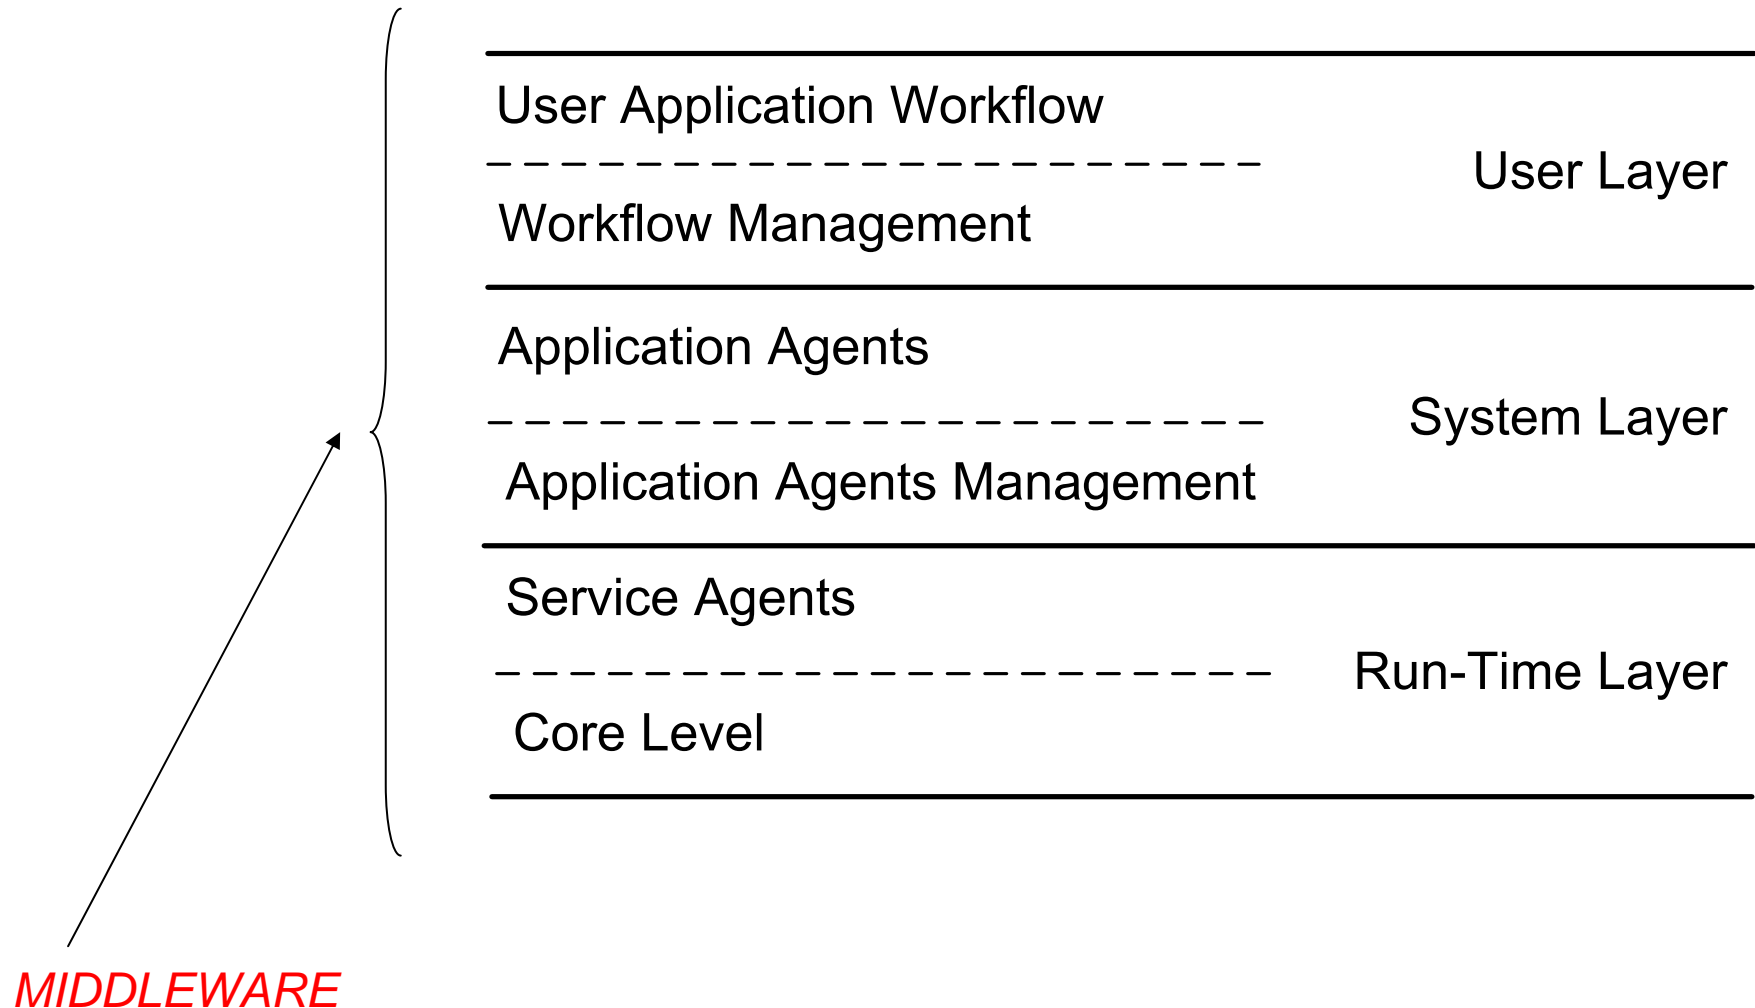 User Application Workflow
User Layer
Workflow Management
Application Agents
System Layer
Application Agents Management
Service Agents
Run-Time Layer
Core Level
MIDDLEWARE